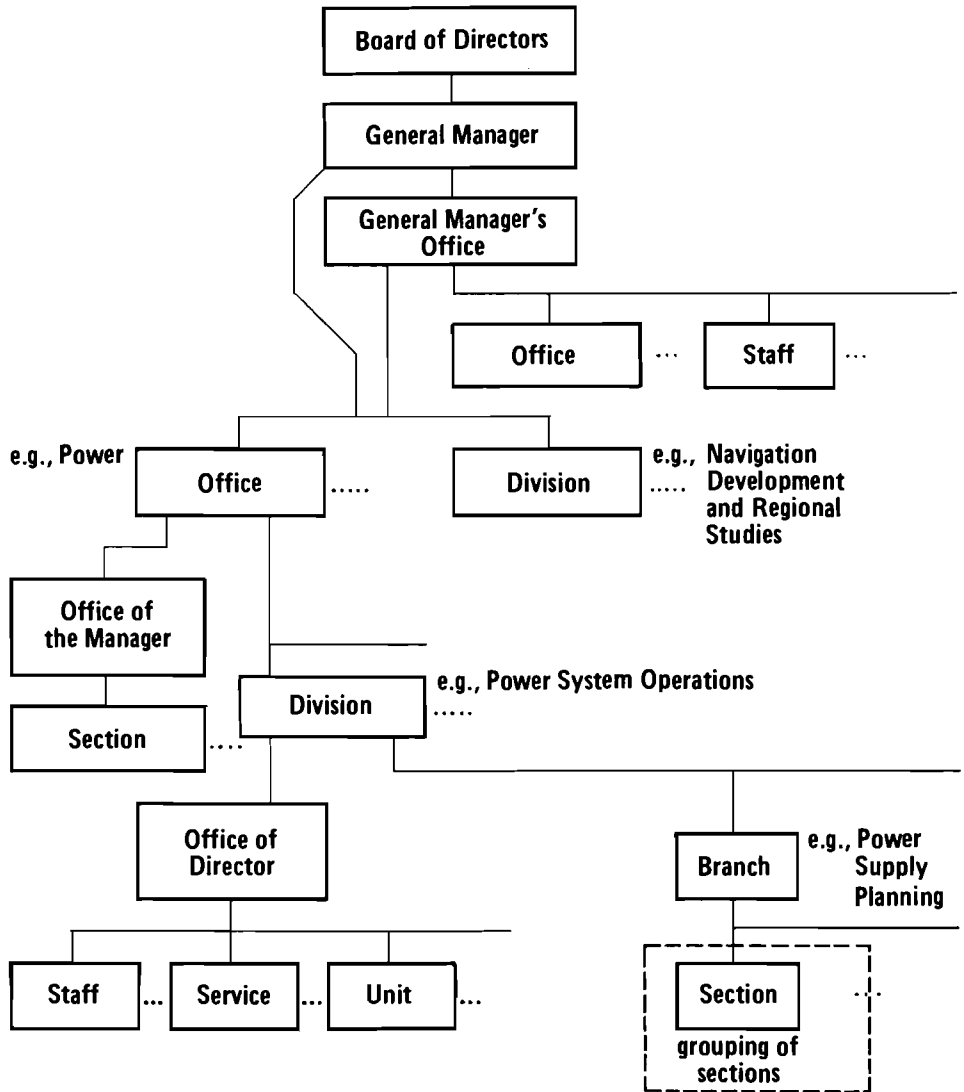 Board of Directors
General Manager
General Manager's
Office
Office
...
Staff
...
e.g., Power
Office
.....
Division
.....
e.g., Navigation
Development
and Regional
Studies
Office of
the Manager
Section
....
e.g., Power System Operations
Division
.....
Office of
Director
Branch
e.g., Power
Supply
Planning
Staff
...
Service
...
Unit
...
Section
....
grouping of
sections